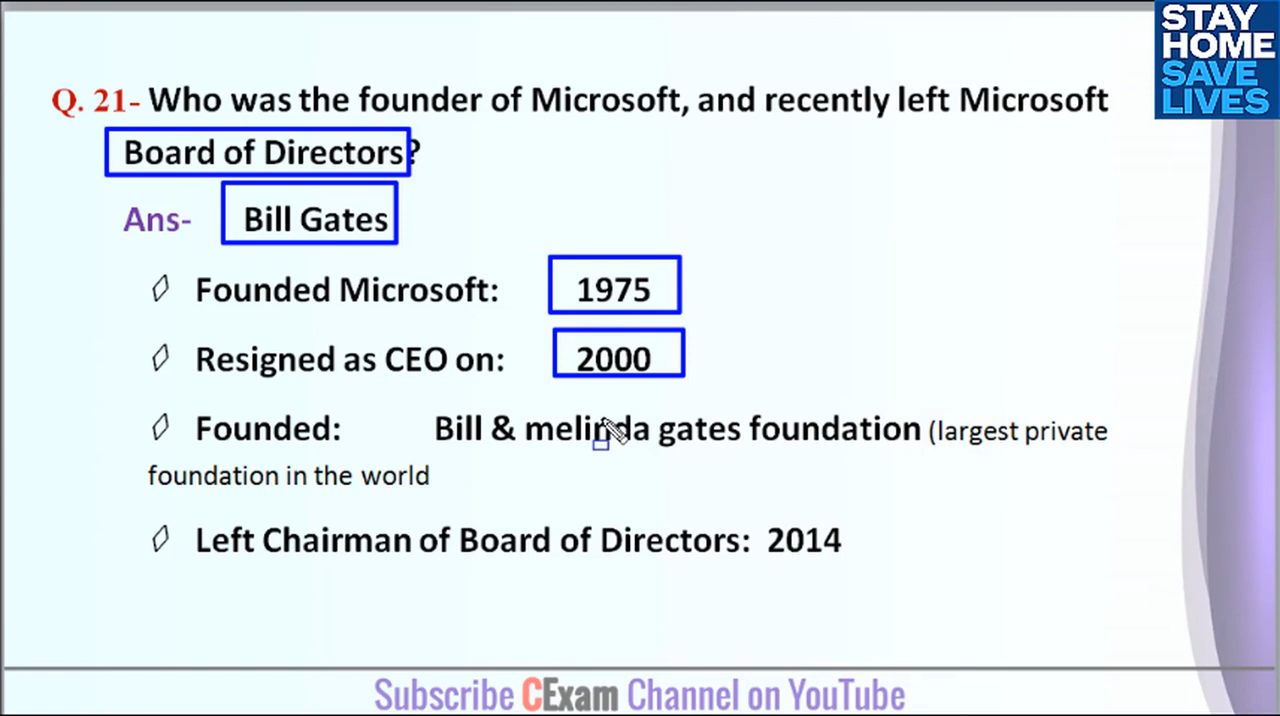 STAY
HOME
SAVE
LIVES
Q. 21- Who was the founder of Microsoft, and recently left Microsoft
Board of Directors?
Ans- Bill Gates
Founded Microsoft: 1975
Resigned as CEO on: 2000
Founded: Bill & melinda gates foundation (largest private
foundation in the world
Left Chairman of Board of Directors: 2014
Subscribe CExam Channel on YouTube